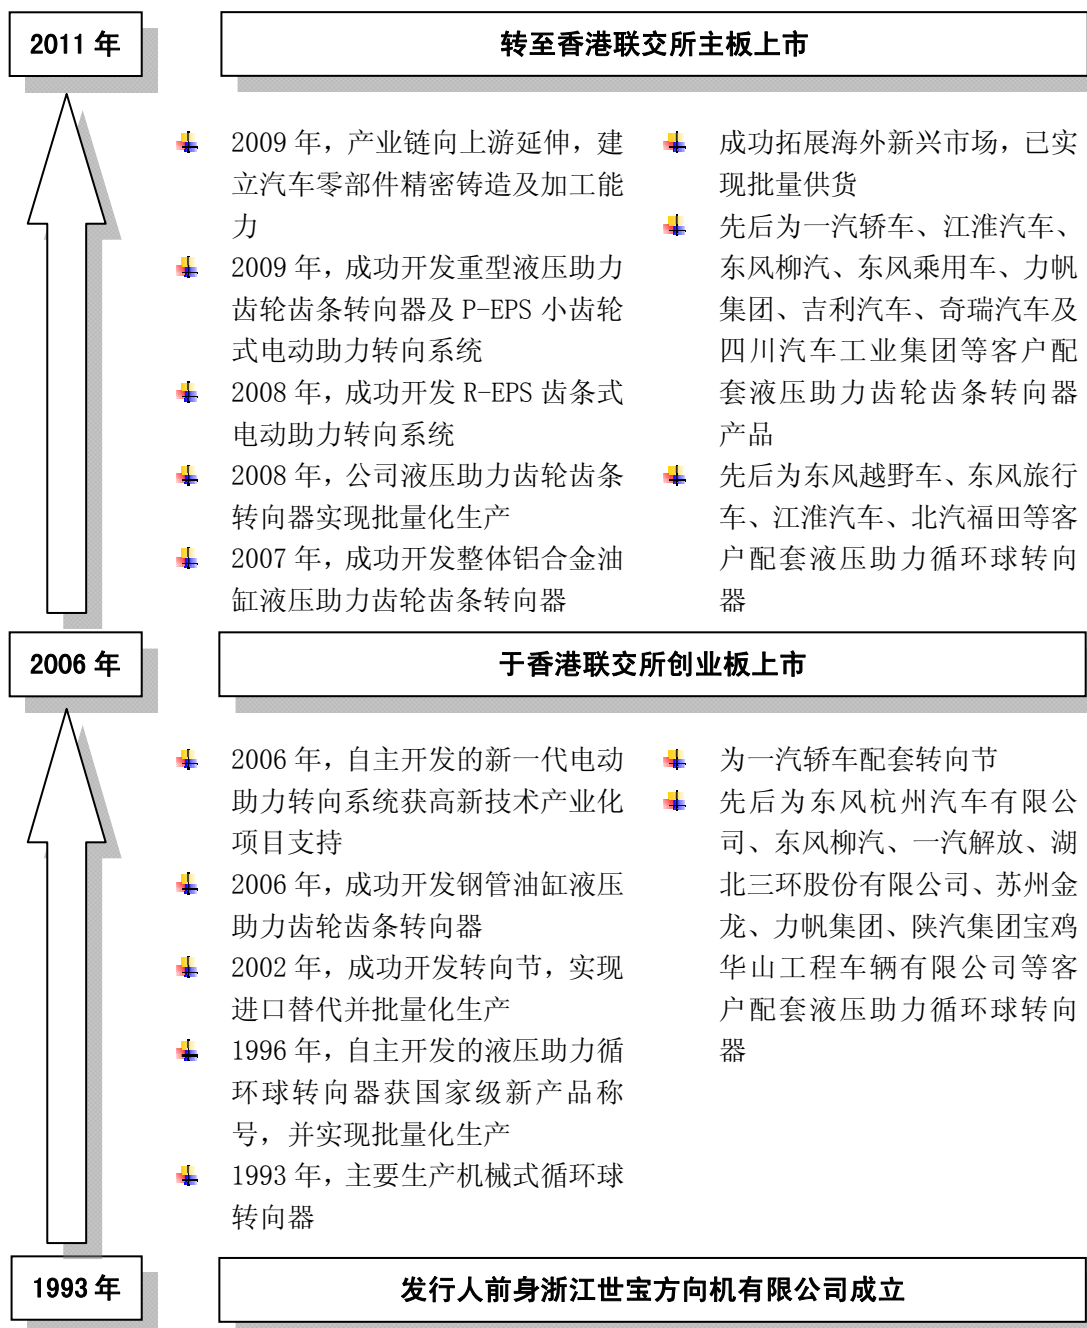 2011 年
转至香港联交所主板上市
2009 年，产业链向上游延伸，建
立汽车零部件精密铸造及加工能
力
2009 年，成功开发重型液压助力
齿轮齿条转向器及 P-EPS 小齿轮
式电动助力转向系统
2008 年，成功开发 R-EPS 齿条式
电动助力转向系统
2008 年，公司液压助力齿轮齿条
转向器实现批量化生产
2007 年，成功开发整体铝合金油
缸液压助力齿轮齿条转向器
成功拓展海外新兴市场，已实
现批量供货
先后为一汽轿车、江淮汽车、
东风柳汽、东风乘用车、力帆
集团、吉利汽车、奇瑞汽车及
四川汽车工业集团等客户配
套液压助力齿轮齿条转向器
产品
先后为东风越野车、东风旅行
车、江淮汽车、北汽福田等客
户配套液压助力循环球转向
器
2006 年
于香港联交所创业板上市
2006 年，自主开发的新一代电动
助力转向系统获高新技术产业化
项目支持
2006 年，成功开发钢管油缸液压
助力齿轮齿条转向器
2002 年，成功开发转向节，实现
进口替代并批量化生产
1996 年，自主开发的液压助力循
环球转向器获国家级新产品称
号，并实现批量化生产
1993 年，主要生产机械式循环球
转向器
为一汽轿车配套转向节
先后为东风杭州汽车有限公
司、东风柳汽、一汽解放、湖
北三环股份有限公司、苏州金
龙、力帆集团、陕汽集团宝鸡
华山工程车辆有限公司等客
户配套液压助力循环球转向
器
1993 年
发行人前身浙江世宝方向机有限公司成立